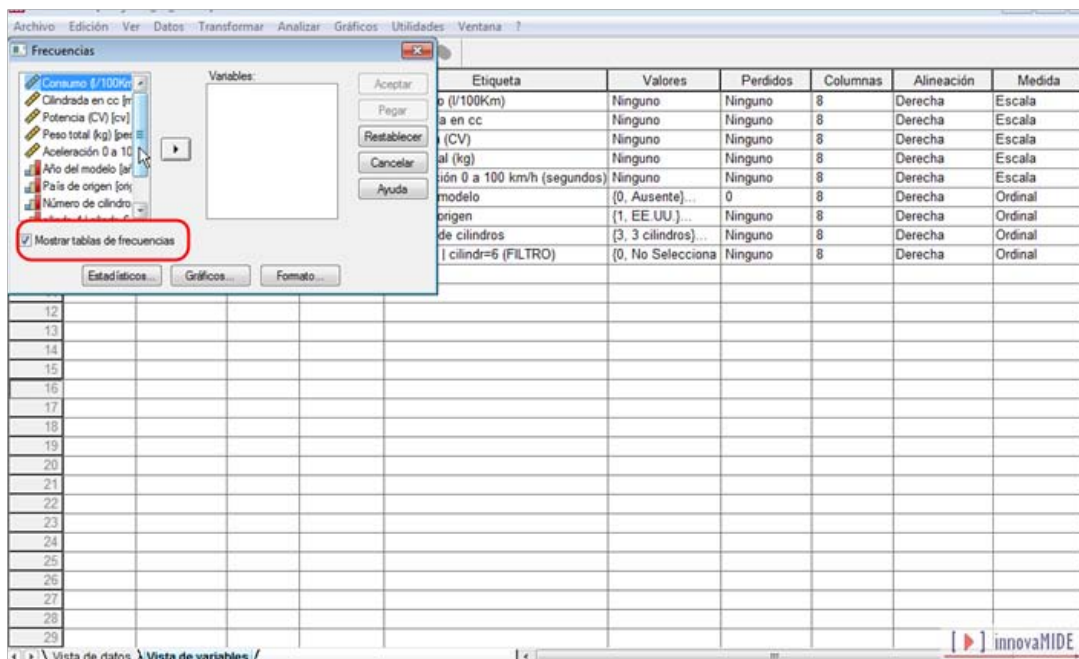 Archivo Edición Ver Datos Transformar Analizar Gráficos Utilidades Ventana ?
Frecuencias
Consumo (l/100Km
Cilindrada en cc [m
Potencia (CV) [cv]
Peso total (kg) [pes
Aceleración 0 a 10
Año del modelo [añ
País de origen [orig
Número de cilindro
Variables:
Aceptar
Pegar
Restablecer
Cancelar
Ayuda
Mostrar tablas de frecuencias
Estadísticos... Gráficos... Formato...
Etiqueta Valores Perdidos Columnas Alineación Medida
o (l/100Km) Ninguno Ninguno 8 Derecha Escala
a en cc Ninguno Ninguno 8 Derecha Escala
(CV) Ninguno Ninguno 8 Derecha Escala
al (kg) Ninguno Ninguno 8 Derecha Escala
ión 0 a 100 km/h (segundos) Ninguno Ninguno 8 Derecha Escala
modelo {0, Ausente}... 0 8 Derecha Ordinal
origen {1, EE.UU.}... Ninguno 8 Derecha Ordinal
de cilindros {3, 3 cilindros}... Ninguno 8 Derecha Ordinal
| cilindr=6 (FILTRO) {0, No Selecciona Ninguno 8 Derecha Ordinal
12
13
14
15
16
17
18
19
20
21
22
23
24
25
26
27
28
29
innovaMIDE
Vista de datos Vista de variables